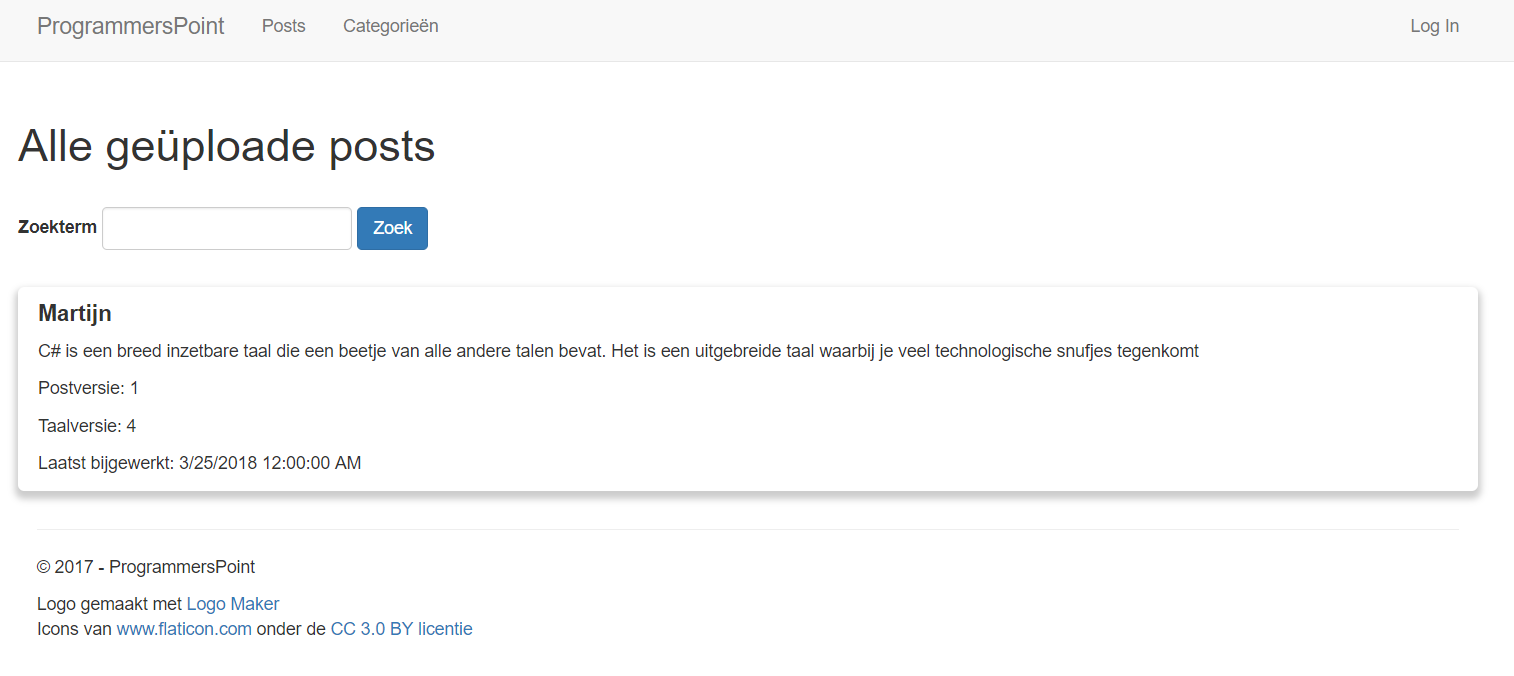 ProgrammersPoint Posts Categorieën Log In
Alle geüploade posts
Zoekterm Zoek
Martijn
C# is een breed inzetbare taal die een beetje van alle andere talen bevat. Het is een uitgebreide taal waarbij je veel technologische snufjes tegenkomt
Postversie: 1
Taalversie: 4
Laatst bijgewerkt: 3/25/2018 12:00:00 AM
© 2017 - ProgrammersPoint
Logo gemaakt met Logo Maker
Icons van www.flaticon.com onder de CC 3.0 BY licentie